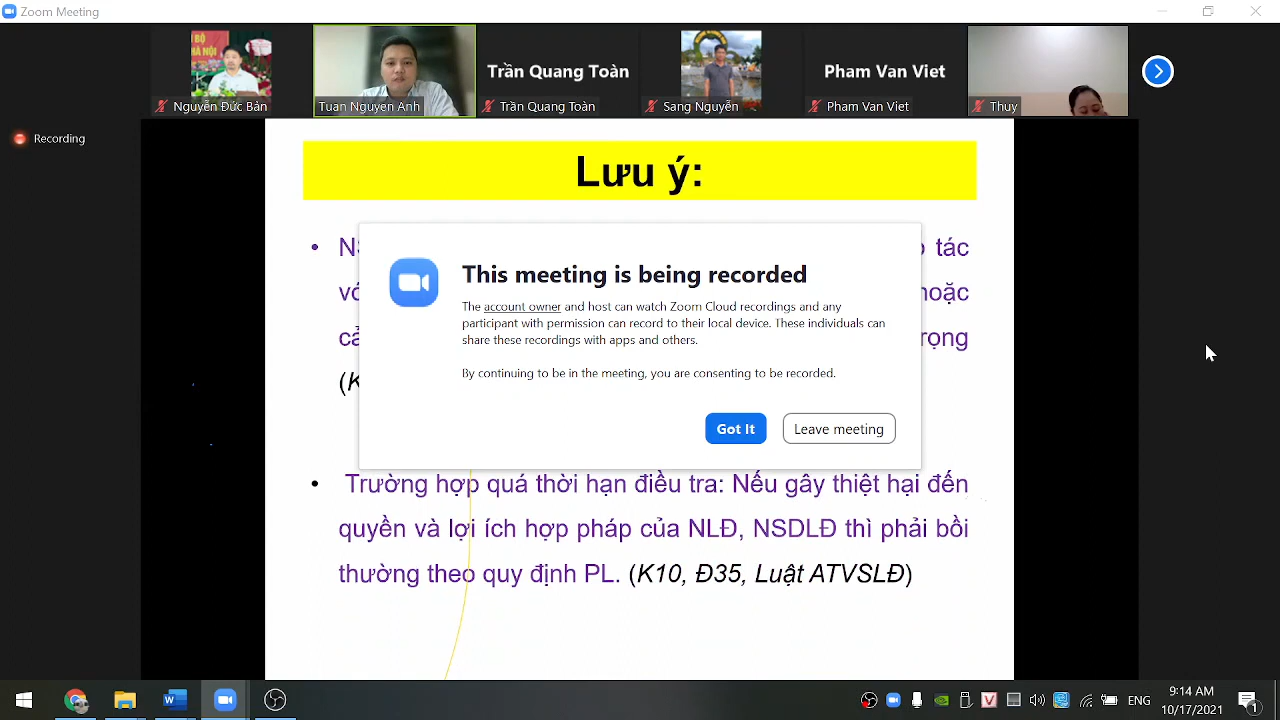 Zoom Meeting
BỘ
HÀ NỘI
Trần Quang Toàn
Pham Van Viet
Nguyễn Đức Bản
Tuan Nguyen Anh
Trần Quang Toàn
Sang Nguyễn
Pham Van Viet
Thuy
Recording
Lưu ý:
tác
hoặc
rọng
(K
This meeting is being recorded
The account owner and host can watch Zoom Cloud recordings and any
participant with permission can record to their local device. These individuals can
share these recordings with apps and others.
By continuing to be in the meeting, you are consenting to be recorded.
Got It
Leave meeting
• Trường hợp quá thời hạn điều tra: Nếu gây thiệt hại đến
quyền và lợi ích hợp pháp của NLĐ, NSDLĐ thì phải bồi
thường theo quy định PL. (K10, Đ35, Luật ATVSLĐ)
ENG
9:14 AM
10/17/2021